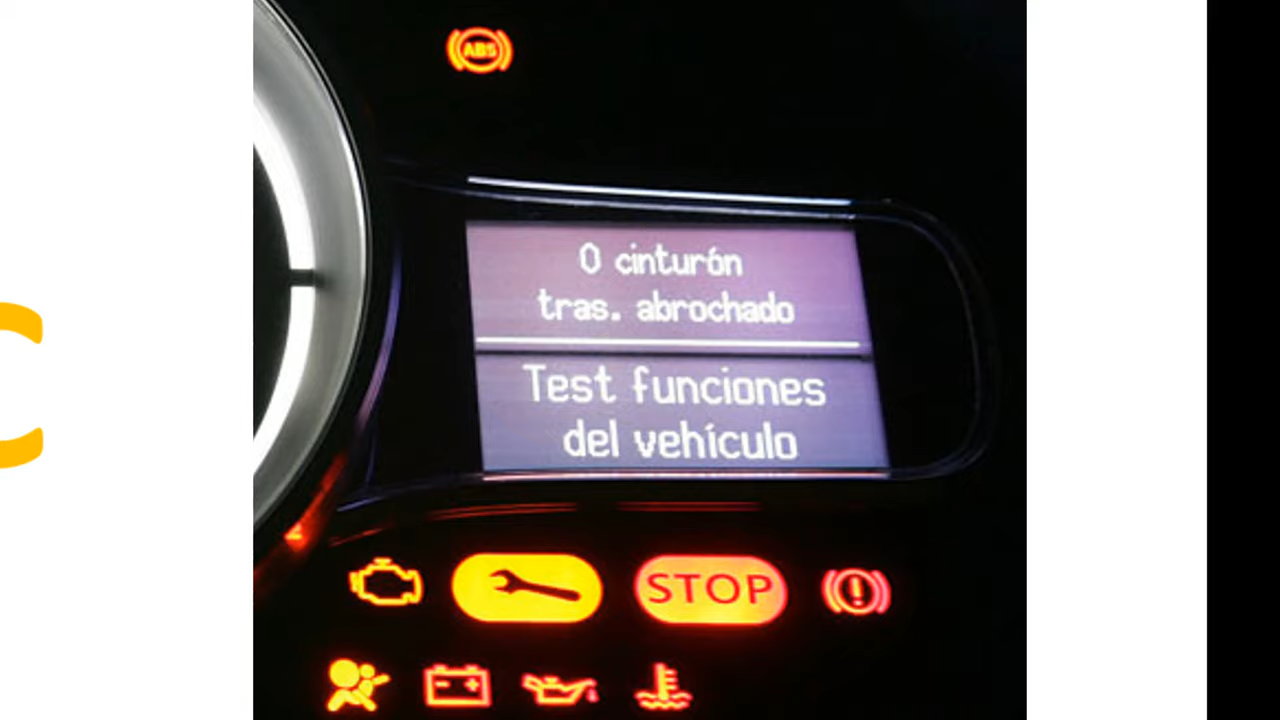 ABS
0 cinturón
tras. abrochado
Test funciones
del vehículo
STOP